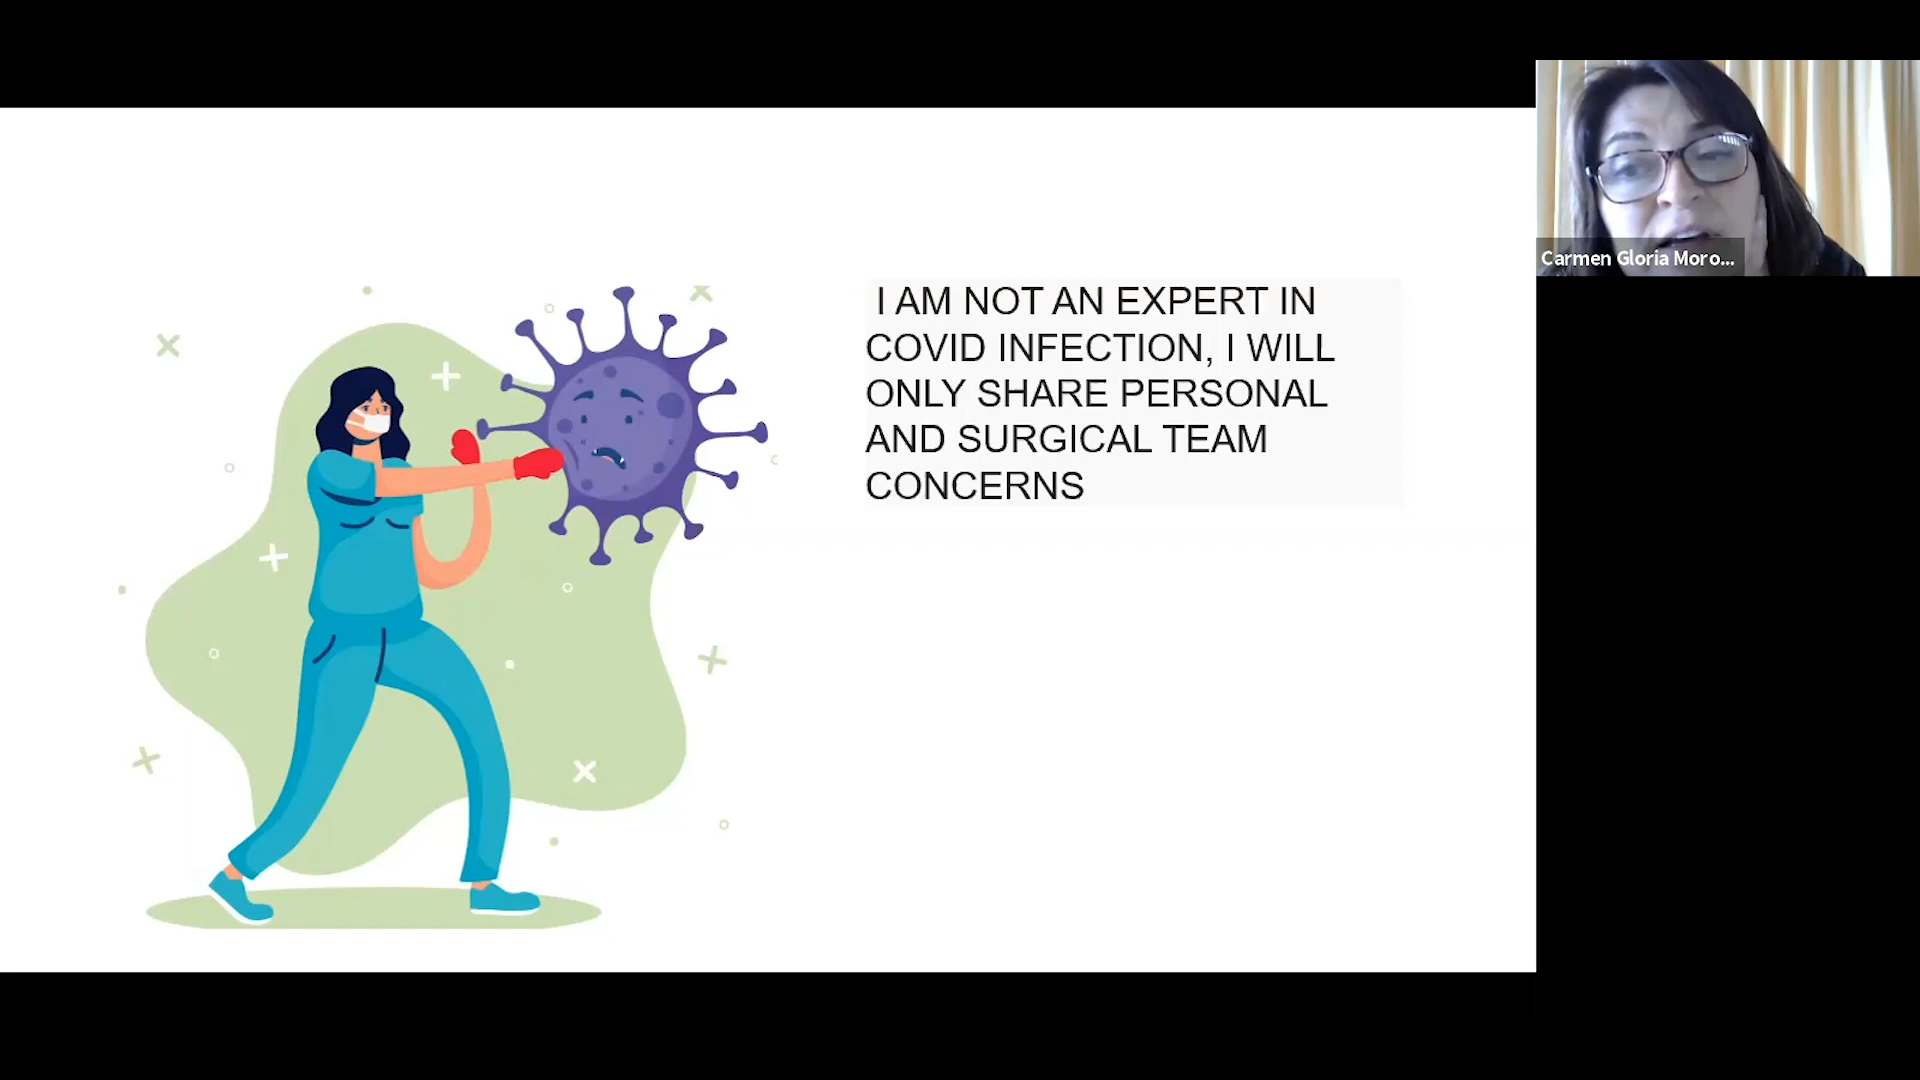 I AM NOT AN EXPERT IN
COVID INFECTION, I WILL
ONLY SHARE PERSONAL
AND SURGICAL TEAM
CONCERNS
Carmen Gloria Moro...